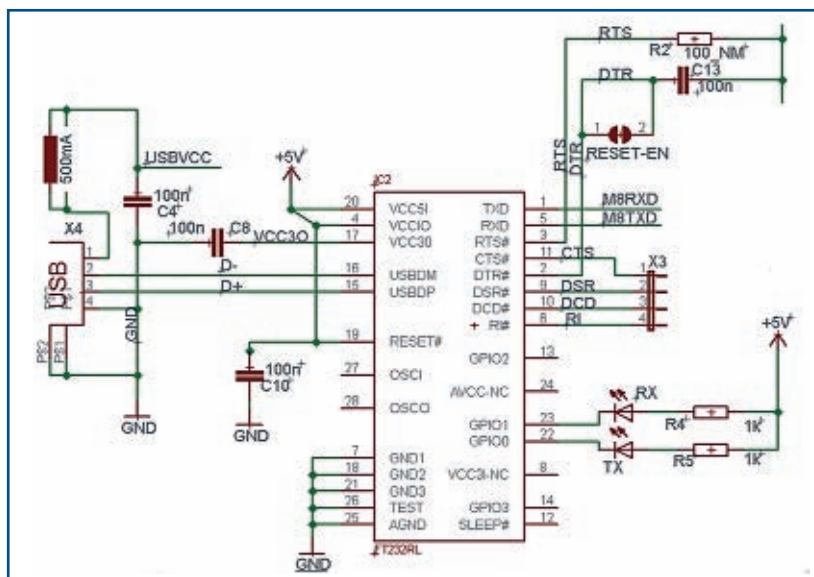 RTS
R2
100_NM
DTR
C13
100n
1
2
RESET-EN
RTS
DTR
500mA
USBVCC
+5V
IC2
100n
C4
100n
C8
VCC3O
X4
USB
1
2
3
4
D-
D+
GND
GND
100n
C10
GND
20
4
17
16
15
19
27
28
7
18
21
26
25
GND
VCC5I
VCCIO
VCC3O
USBDM
USBDP
RESET#
OSCI
OSCO
GND1
GND2
GND3
TEST
AGND
TXD
RXD
RTS#
CTS#
DTR#
DSR#
DCD#
RI#
GPIO2
AVCC-NC
GPIO1
GPIO0
VCC3I-NC
GPIO3
SLEEP#
FT232RL
1
5
3
11
2
9
10
6
13
24
23
22
8
14
12
M8RXD
M8TXD
CTS
DSR
DCD
RI
X3
1
2
3
4
+5V
RX
TX
R4
1k
R5
1k